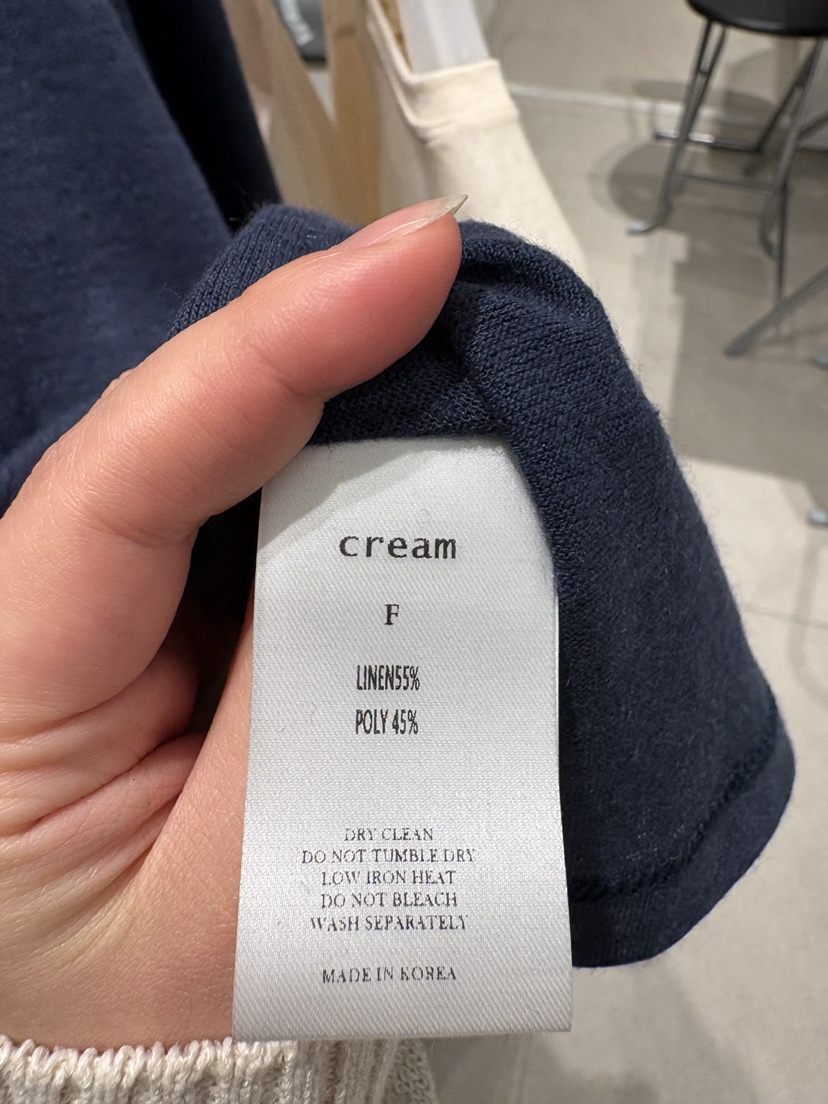 cream
F
LINEN55%
POLY 45%
DRY CLEAN
DO NOT TUMBLE DRY
LOW IRON HEAT
DO NOT BLEACH
WASH SEPARATELY
MADE IN KOREA